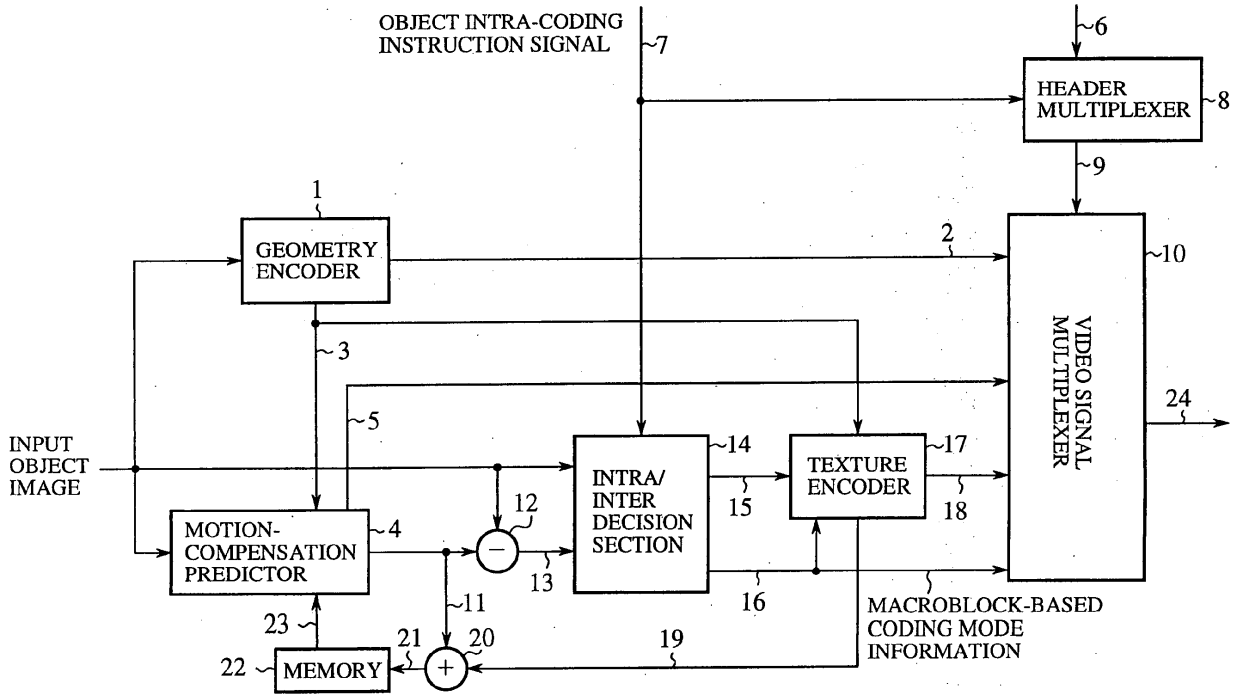 OBJECT INTRA-CODING
INSTRUCTION SIGNAL
7
6
HEADER
MULTIPLEXER
8
9
1
GEOMETRY
ENCODER
2
10
3
VIDEO SIGNAL
MULTIPLEXER
5
24
INPUT
OBJECT
IMAGE
14
INTRA/
INTER
DECISION
SECTION
17
TEXTURE
ENCODER
15
18
12
−
13
4
MOTION-
COMPENSATION
PREDICTOR
16
MACROBLOCK-BASED
CODING MODE
INFORMATION
11
23
22
MEMORY
21
20
+
19